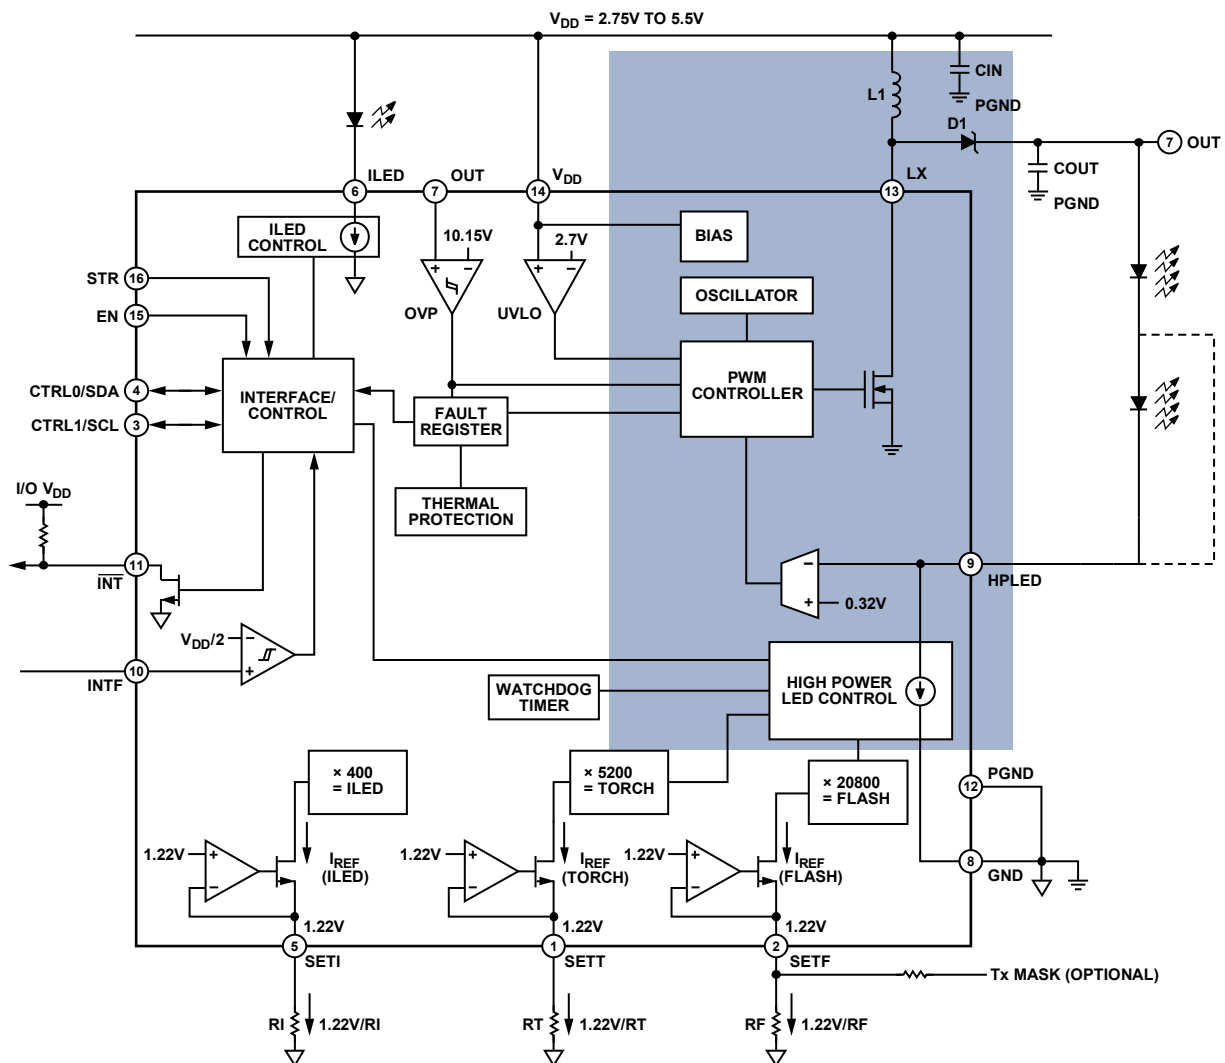 V_DD = 2.75V TO 5.5V
CIN
PGND
L1
D1
7
OUT
COUT
PGND
6
ILED
7
OUT
14
V_DD
13
LX
ILED
CONTROL
10.15V
+
−
OVP
2.7V
+
−
UVLO
BIAS
OSCILLATOR
STR
16
EN
15
CTRL0/SDA
4
CTRL1/SCL
3
INTERFACE/
CONTROL
FAULT
REGISTER
THERMAL
PROTECTION
PWM
CONTROLLER
I/O V_DD
11
INT
V_DD/2
−
+
10
INTF
−
+
0.32V
9
HPLED
WATCHDOG
TIMER
HIGH POWER
LED CONTROL
× 400
= ILED
× 5200
= TORCH
× 20800
= FLASH
PGND
12
8
GND
1.22V
+
−
I_REF
(ILED)
1.22V
1.22V
+
−
I_REF
(TORCH)
1.22V
1.22V
+
−
I_REF
(FLASH)
1.22V
5
SETI
1
SETT
2
SETF
Tx MASK (OPTIONAL)
RI
1.22V/RI
RT
1.22V/RT
RF
1.22V/RF